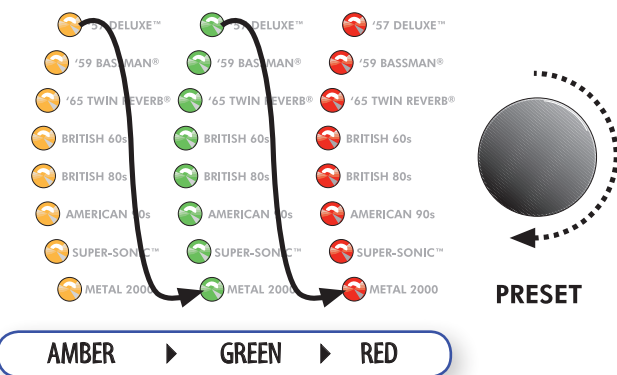 '57 DELUXE™ '57 DELUXE™ '57 DELUXE™
'59 BASSMAN® '59 BASSMAN® '59 BASSMAN®
'65 TWIN REVERB® '65 TWIN REVERB® '65 TWIN REVERB®
BRITISH 60s BRITISH 60s BRITISH 60s
BRITISH 80s BRITISH 80s BRITISH 80s
AMERICAN 90s AMERICAN 90s AMERICAN 90s
SUPER-SONIC™ SUPER-SONIC™ SUPER-SONIC™
METAL 2000 METAL 2000 METAL 2000
PRESET
AMBER ▶ GREEN ▶ RED